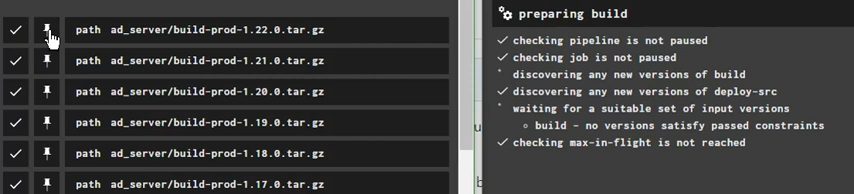 path ad_server/build-prod-1.22.0.tar.gz
path ad_server/build-prod-1.21.0.tar.gz
path ad_server/build-prod-1.20.0.tar.gz
path ad_server/build-prod-1.19.0.tar.gz
path ad_server/build-prod-1.18.0.tar.gz
path ad_server/build-prod-1.17.0.tar.gz
preparing build
checking pipeline is not paused
checking job is not paused
discovering any new versions of build
discovering any new versions of deploy-src
waiting for a suitable set of input versions
build - no versions satisfy passed constraints
checking max-in-flight is not reached